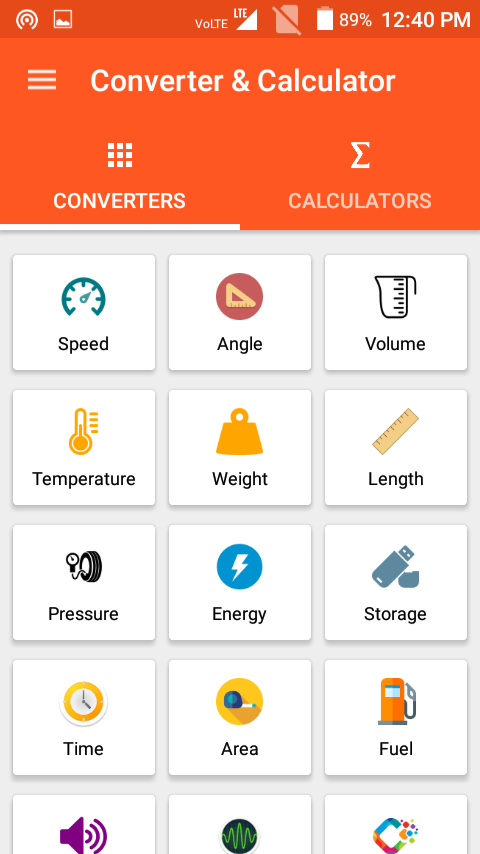 VoLTE LTE 89% 12:40 PM
Converter & Calculator
CONVERTERS CALCULATORS
Speed Angle Volume
Temperature Weight Length
Pressure Energy Storage
Time Area Fuel